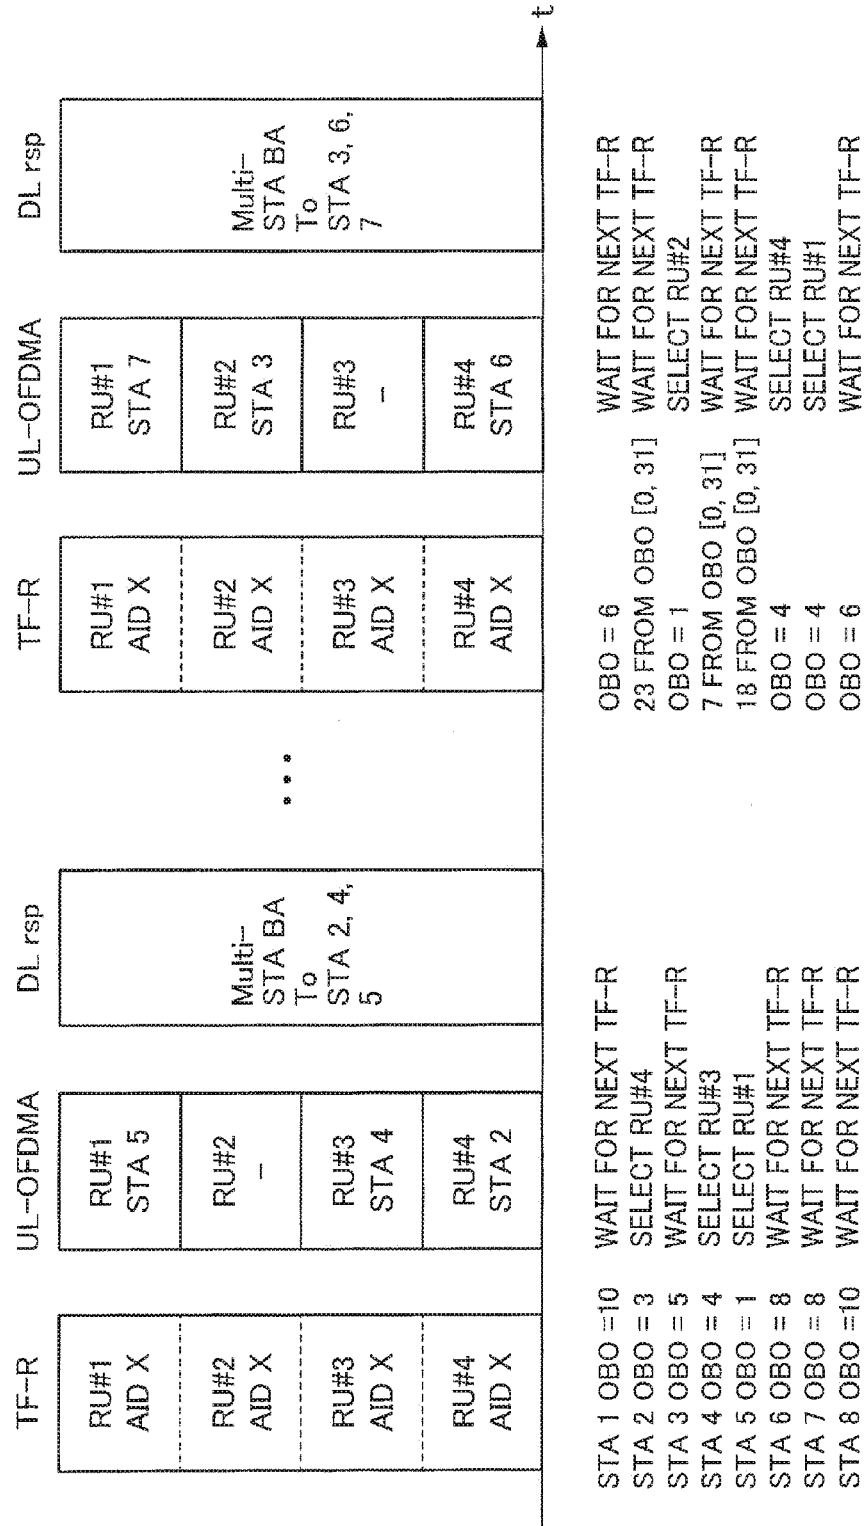 TF-R
UL-OFDMA
DL rsp
TF-R
UL-OFDMA
DL rsp
RU#1
AID X
RU#2
AID X
RU#3
AID X
RU#4
AID X
RU#1
STA 5
RU#2
–
RU#3
STA 4
RU#4
STA 2
Multi-
STA BA
To
STA 2, 4,
5
...
RU#1
AID X
RU#2
AID X
RU#3
AID X
RU#4
AID X
RU#1
STA 7
RU#2
STA 3
RU#3
–
RU#4
STA 6
Multi-
STA BA
To
STA 3, 6,
7
t
STA 1 OBO =10 WAIT FOR NEXT TF-R OBO = 6 WAIT FOR NEXT TF-R
STA 2 OBO = 3 SELECT RU#4 23 FROM OBO [0, 31] WAIT FOR NEXT TF-R
STA 3 OBO = 5 WAIT FOR NEXT TF-R OBO = 1 SELECT RU#2
STA 4 OBO = 4 SELECT RU#3 7 FROM OBO [0, 31] WAIT FOR NEXT TF-R
STA 5 OBO = 1 SELECT RU#1 18 FROM OBO [0, 31] WAIT FOR NEXT TF-R
STA 6 OBO = 8 WAIT FOR NEXT TF-R OBO = 4 SELECT RU#4
STA 7 OBO = 8 WAIT FOR NEXT TF-R OBO = 4 SELECT RU#1
STA 8 OBO =10 WAIT FOR NEXT TF-R OBO = 6 WAIT FOR NEXT TF-R